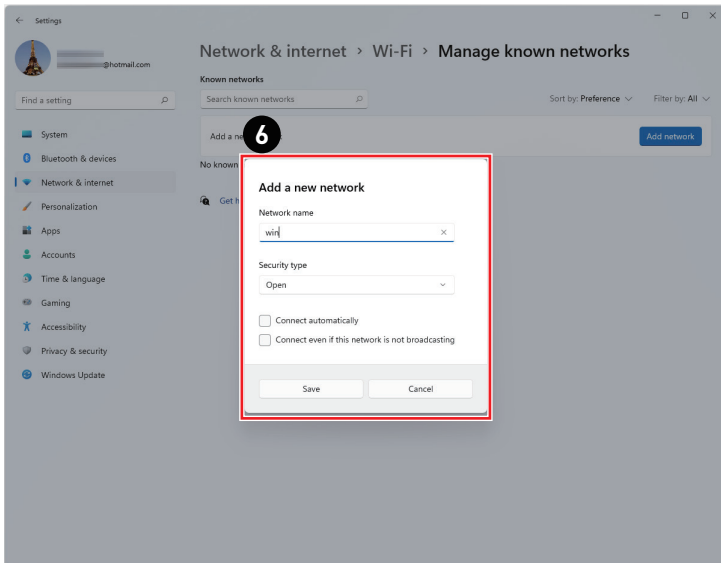 Settings
@hotmail.com
Network & internet > Wi-Fi > Manage known networks
Known networks
Find a setting
Search known networks
Sort by: Preference
Filter by: All
System
Add a ne
6
Add network
Bluetooth & devices
No known
Network & internet
Get h
Personalization
Apps
Accounts
Time & language
Gaming
Accessibility
Privacy & security
Windows Update
Add a new network
Network name
win
Security type
Open
Connect automatically
Connect even if this network is not broadcasting
Save
Cancel